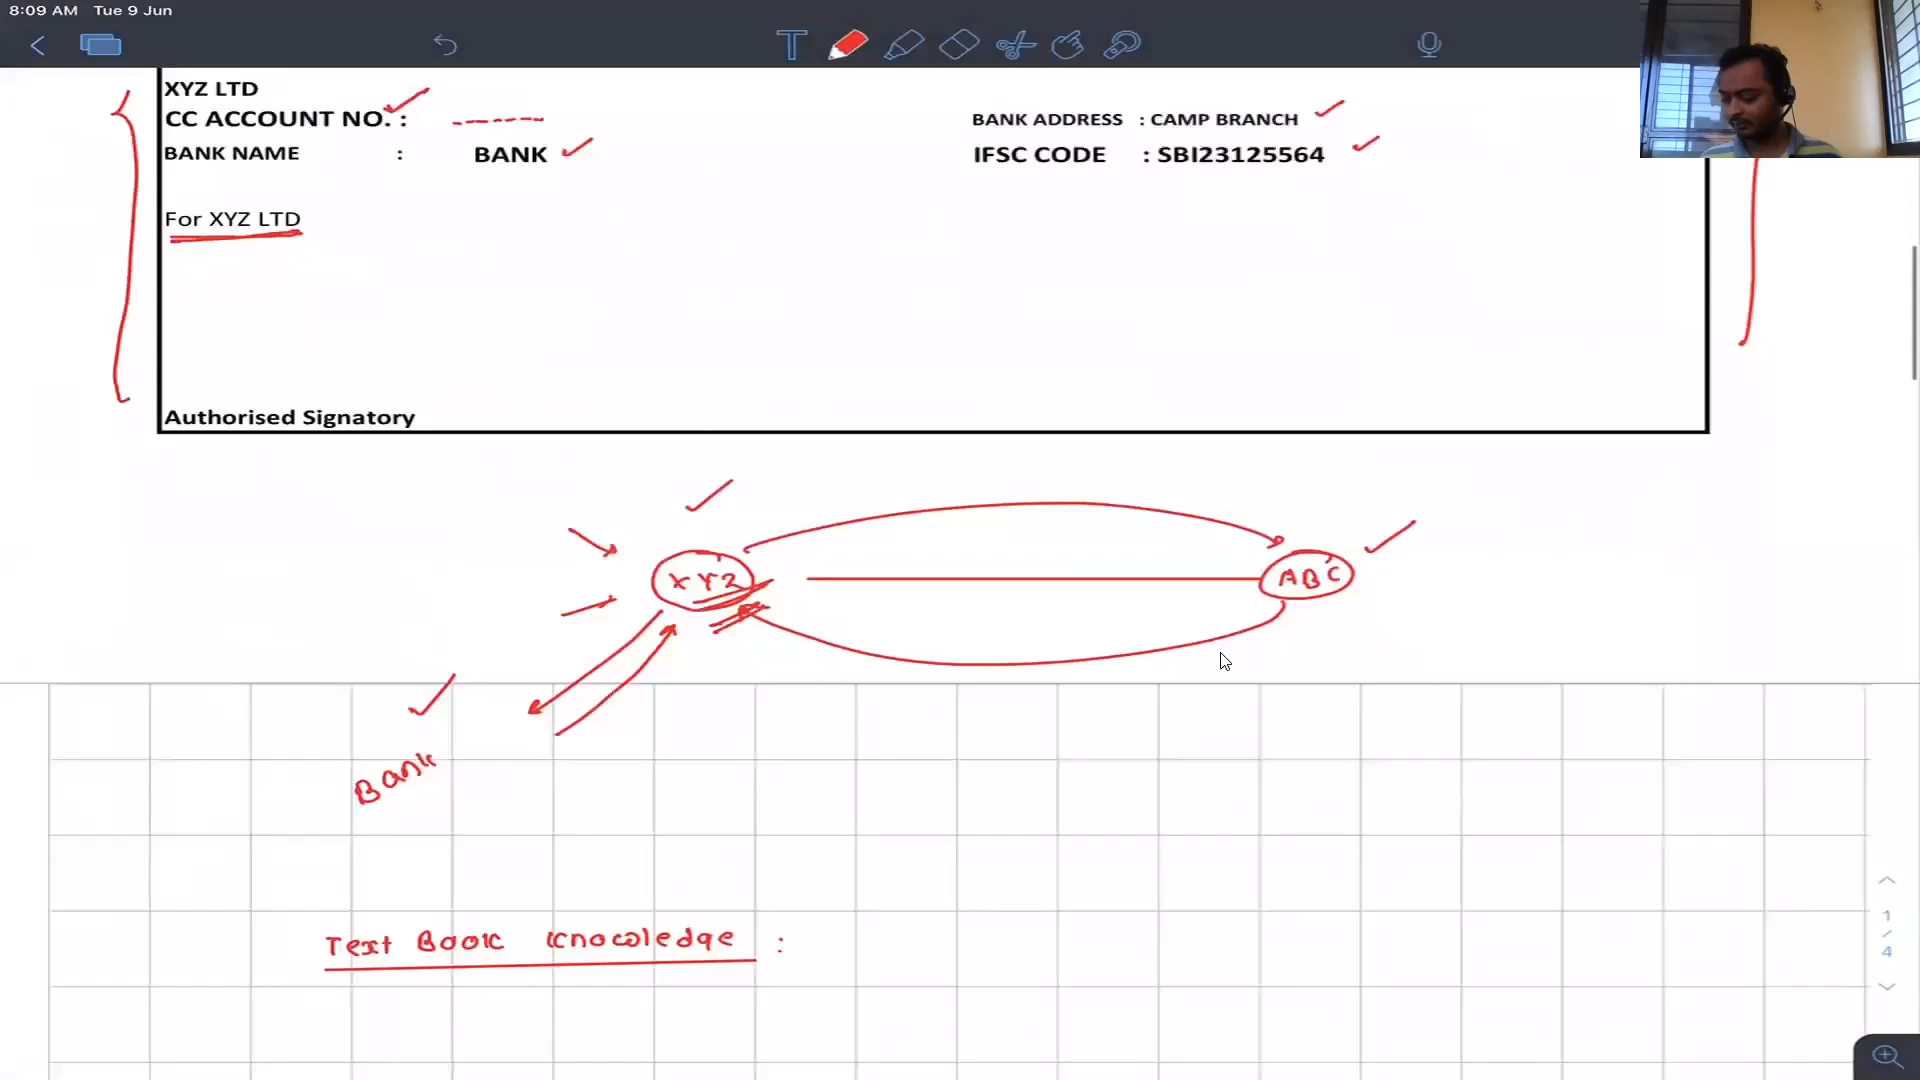 8:09 AM Tue 9 Jun
XYZ LTD
CC ACCOUNT NO. : -------
BANK ADDRESS : CAMP BRANCH
BANK NAME : BANK
IFSC CODE : SBI23125564
For XYZ LTD
Authorised Signatory
XYZ
ABC
Bank
Text Book Knowledge :
1
/
4